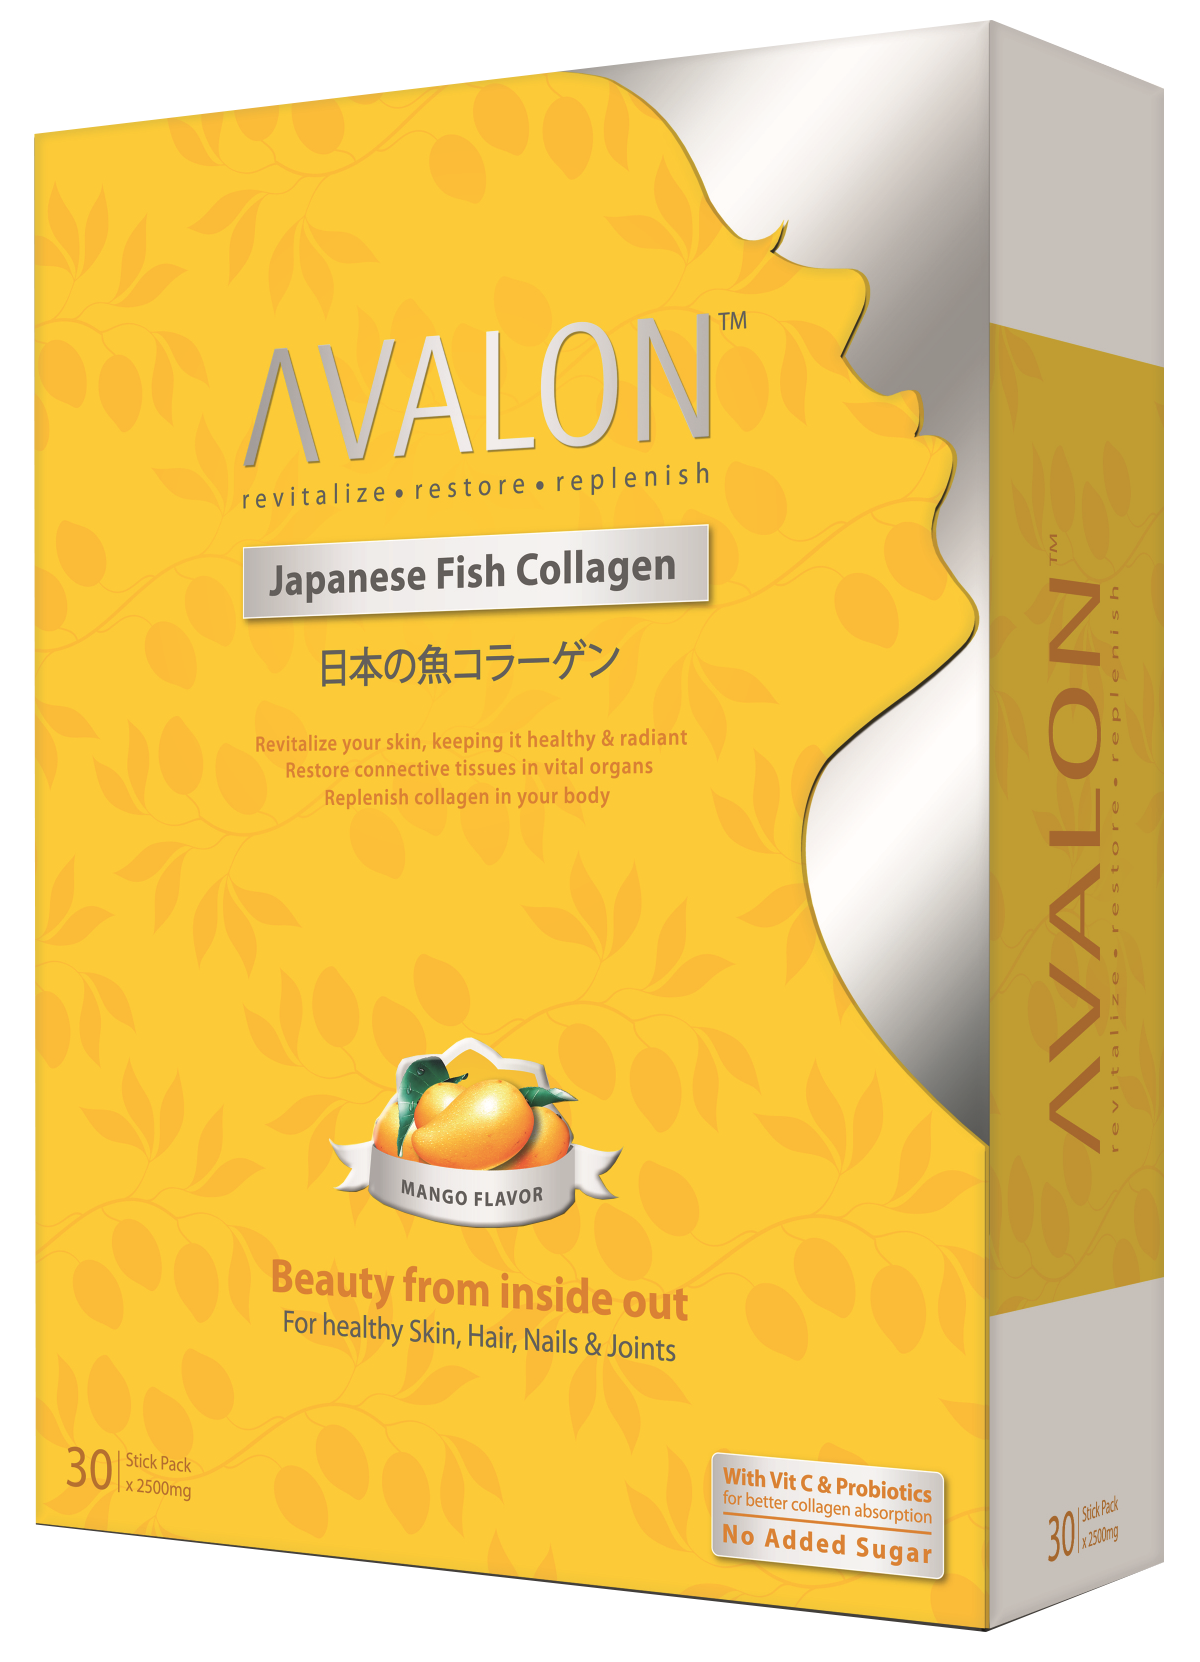 AVALON™
revitalize • restore • replenish
Japanese Fish Collagen
日本の魚コラーゲン
Revitalize your skin, keeping it healthy & radiant
Restore connective tissues in vital organs
Replenish collagen in your body
MANGO FLAVOR
Beauty from inside out
For healthy Skin, Hair, Nails & Joints
30 Stick Pack
x 2500mg
With Vit C & Probiotics
for better collagen absorption
No Added Sugar
AVALON™
revitalize • restore • replenish
30 Stick Pack
x 2500mg